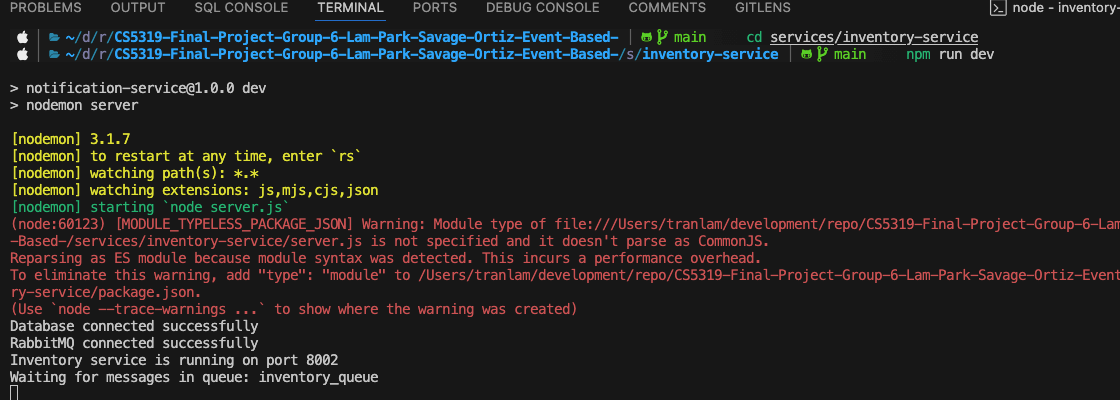 PROBLEMS OUTPUT SQL CONSOLE TERMINAL PORTS DEBUG CONSOLE COMMENTS GITLENS node - inventory-
~/d/r/CS5319-Final-Project-Group-6-Lam-Park-Savage-Ortiz-Event-Based- | main cd services/inventory-service
~/d/r/CS5319-Final-Project-Group-6-Lam-Park-Savage-Ortiz-Event-Based-/s/inventory-service | main npm run dev
> notification-service@1.0.0 dev
> nodemon server
[nodemon] 3.1.7
[nodemon] to restart at any time, enter `rs`
[nodemon] watching path(s): *.*
[nodemon] watching extensions: js,mjs,cjs,json
[nodemon] starting `node server.js`
(node:60123) [MODULE_TYPELESS_PACKAGE_JSON] Warning: Module type of file:///Users/tranlam/development/repo/CS5319-Final-Project-Group-6-Lam
-Based-/services/inventory-service/server.js is not specified and it doesn't parse as CommonJS.
Reparsing as ES module because module syntax was detected. This incurs a performance overhead.
To eliminate this warning, add "type": "module" to /Users/tranlam/development/repo/CS5319-Final-Project-Group-6-Lam-Park-Savage-Ortiz-Event
ry-service/package.json.
(Use `node --trace-warnings ...` to show where the warning was created)
Database connected successfully
RabbitMQ connected successfully
Inventory service is running on port 8002
Waiting for messages in queue: inventory_queue